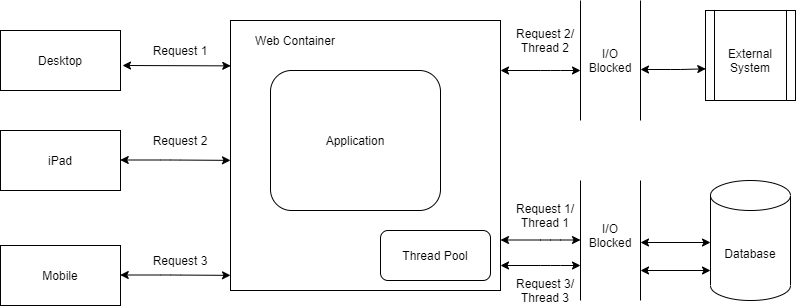 Desktop
Request 1
Web Container
Request 2/
Thread 2
I/O
Blocked
External
System
iPad
Request 2
Application
Mobile
Request 3
Thread Pool
Request 1/
Thread 1
Request 3/
Thread 3
I/O
Blocked
Database